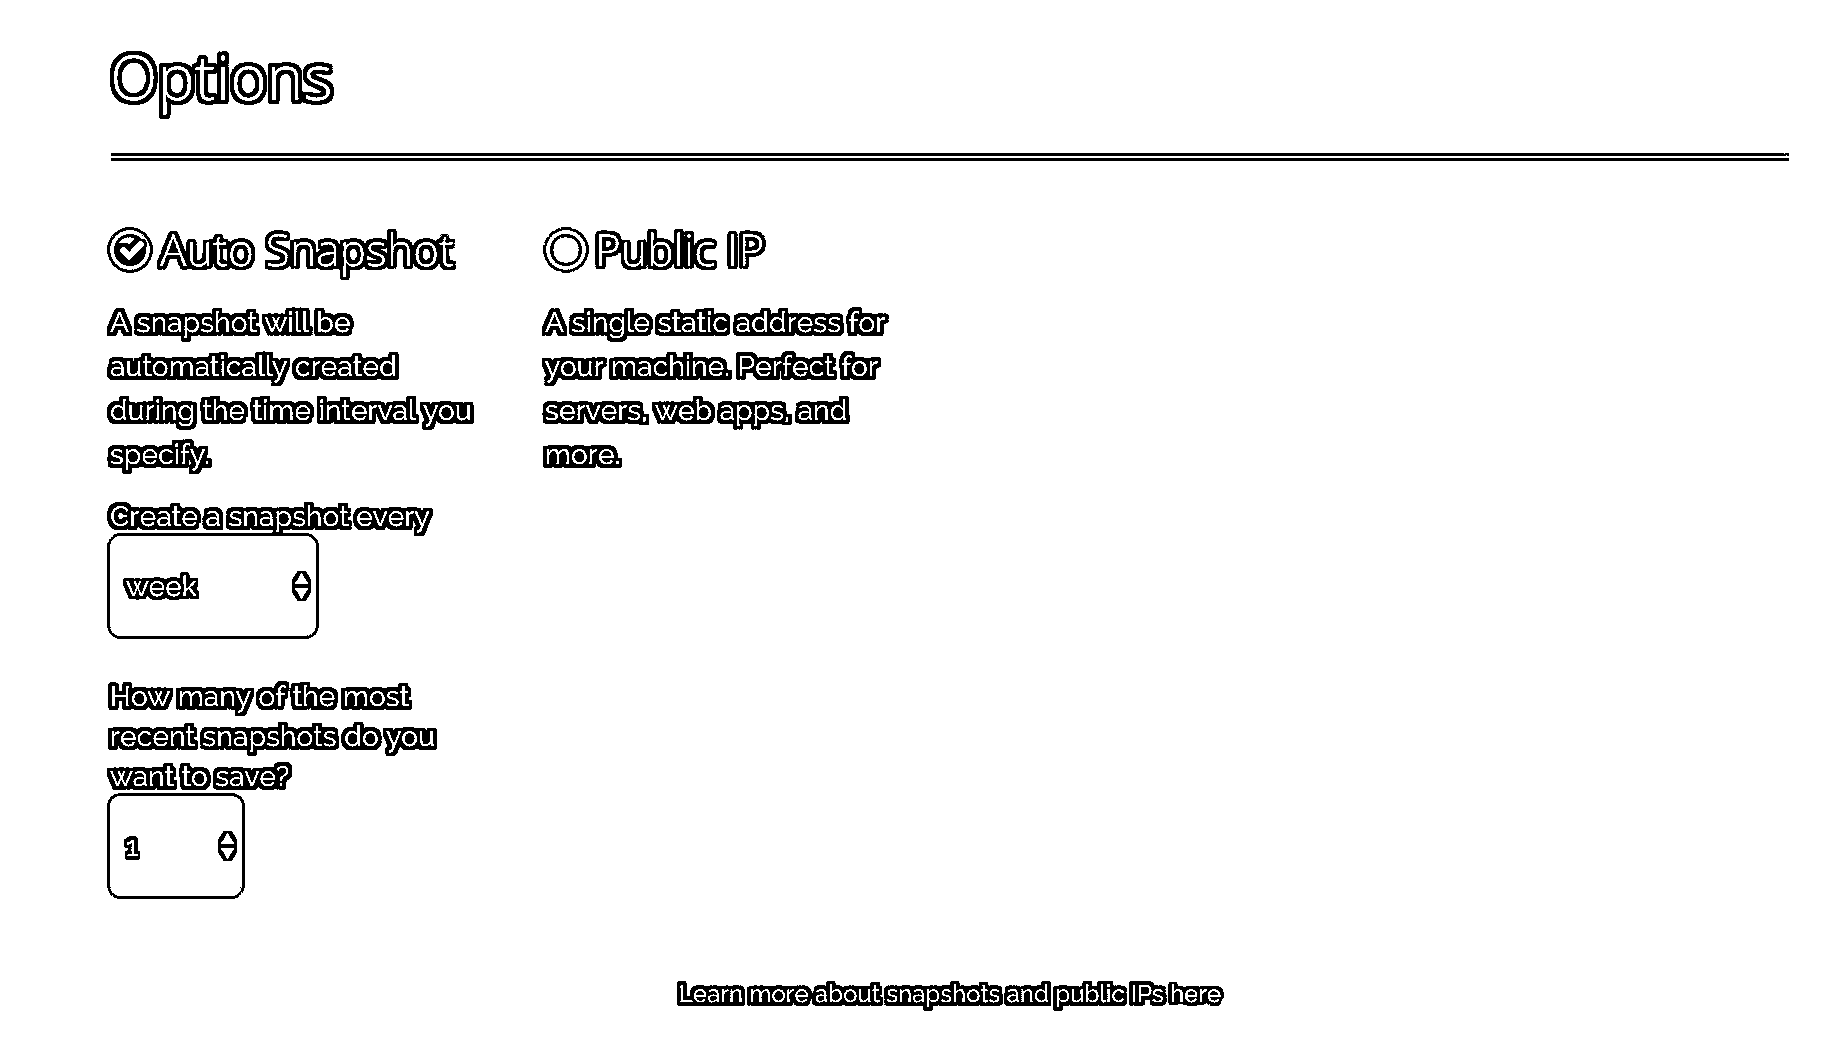 Options
Auto Snapshot
A snapshot will be
automatically created
during the time interval you
specify.
Create a snapshot every
week
How many of the most
recent snapshots do you
want to save?
1
Public IP
A single static address for
your machine. Perfect for
servers, web apps, and
more.
Learn more about snapshots and public IPs here